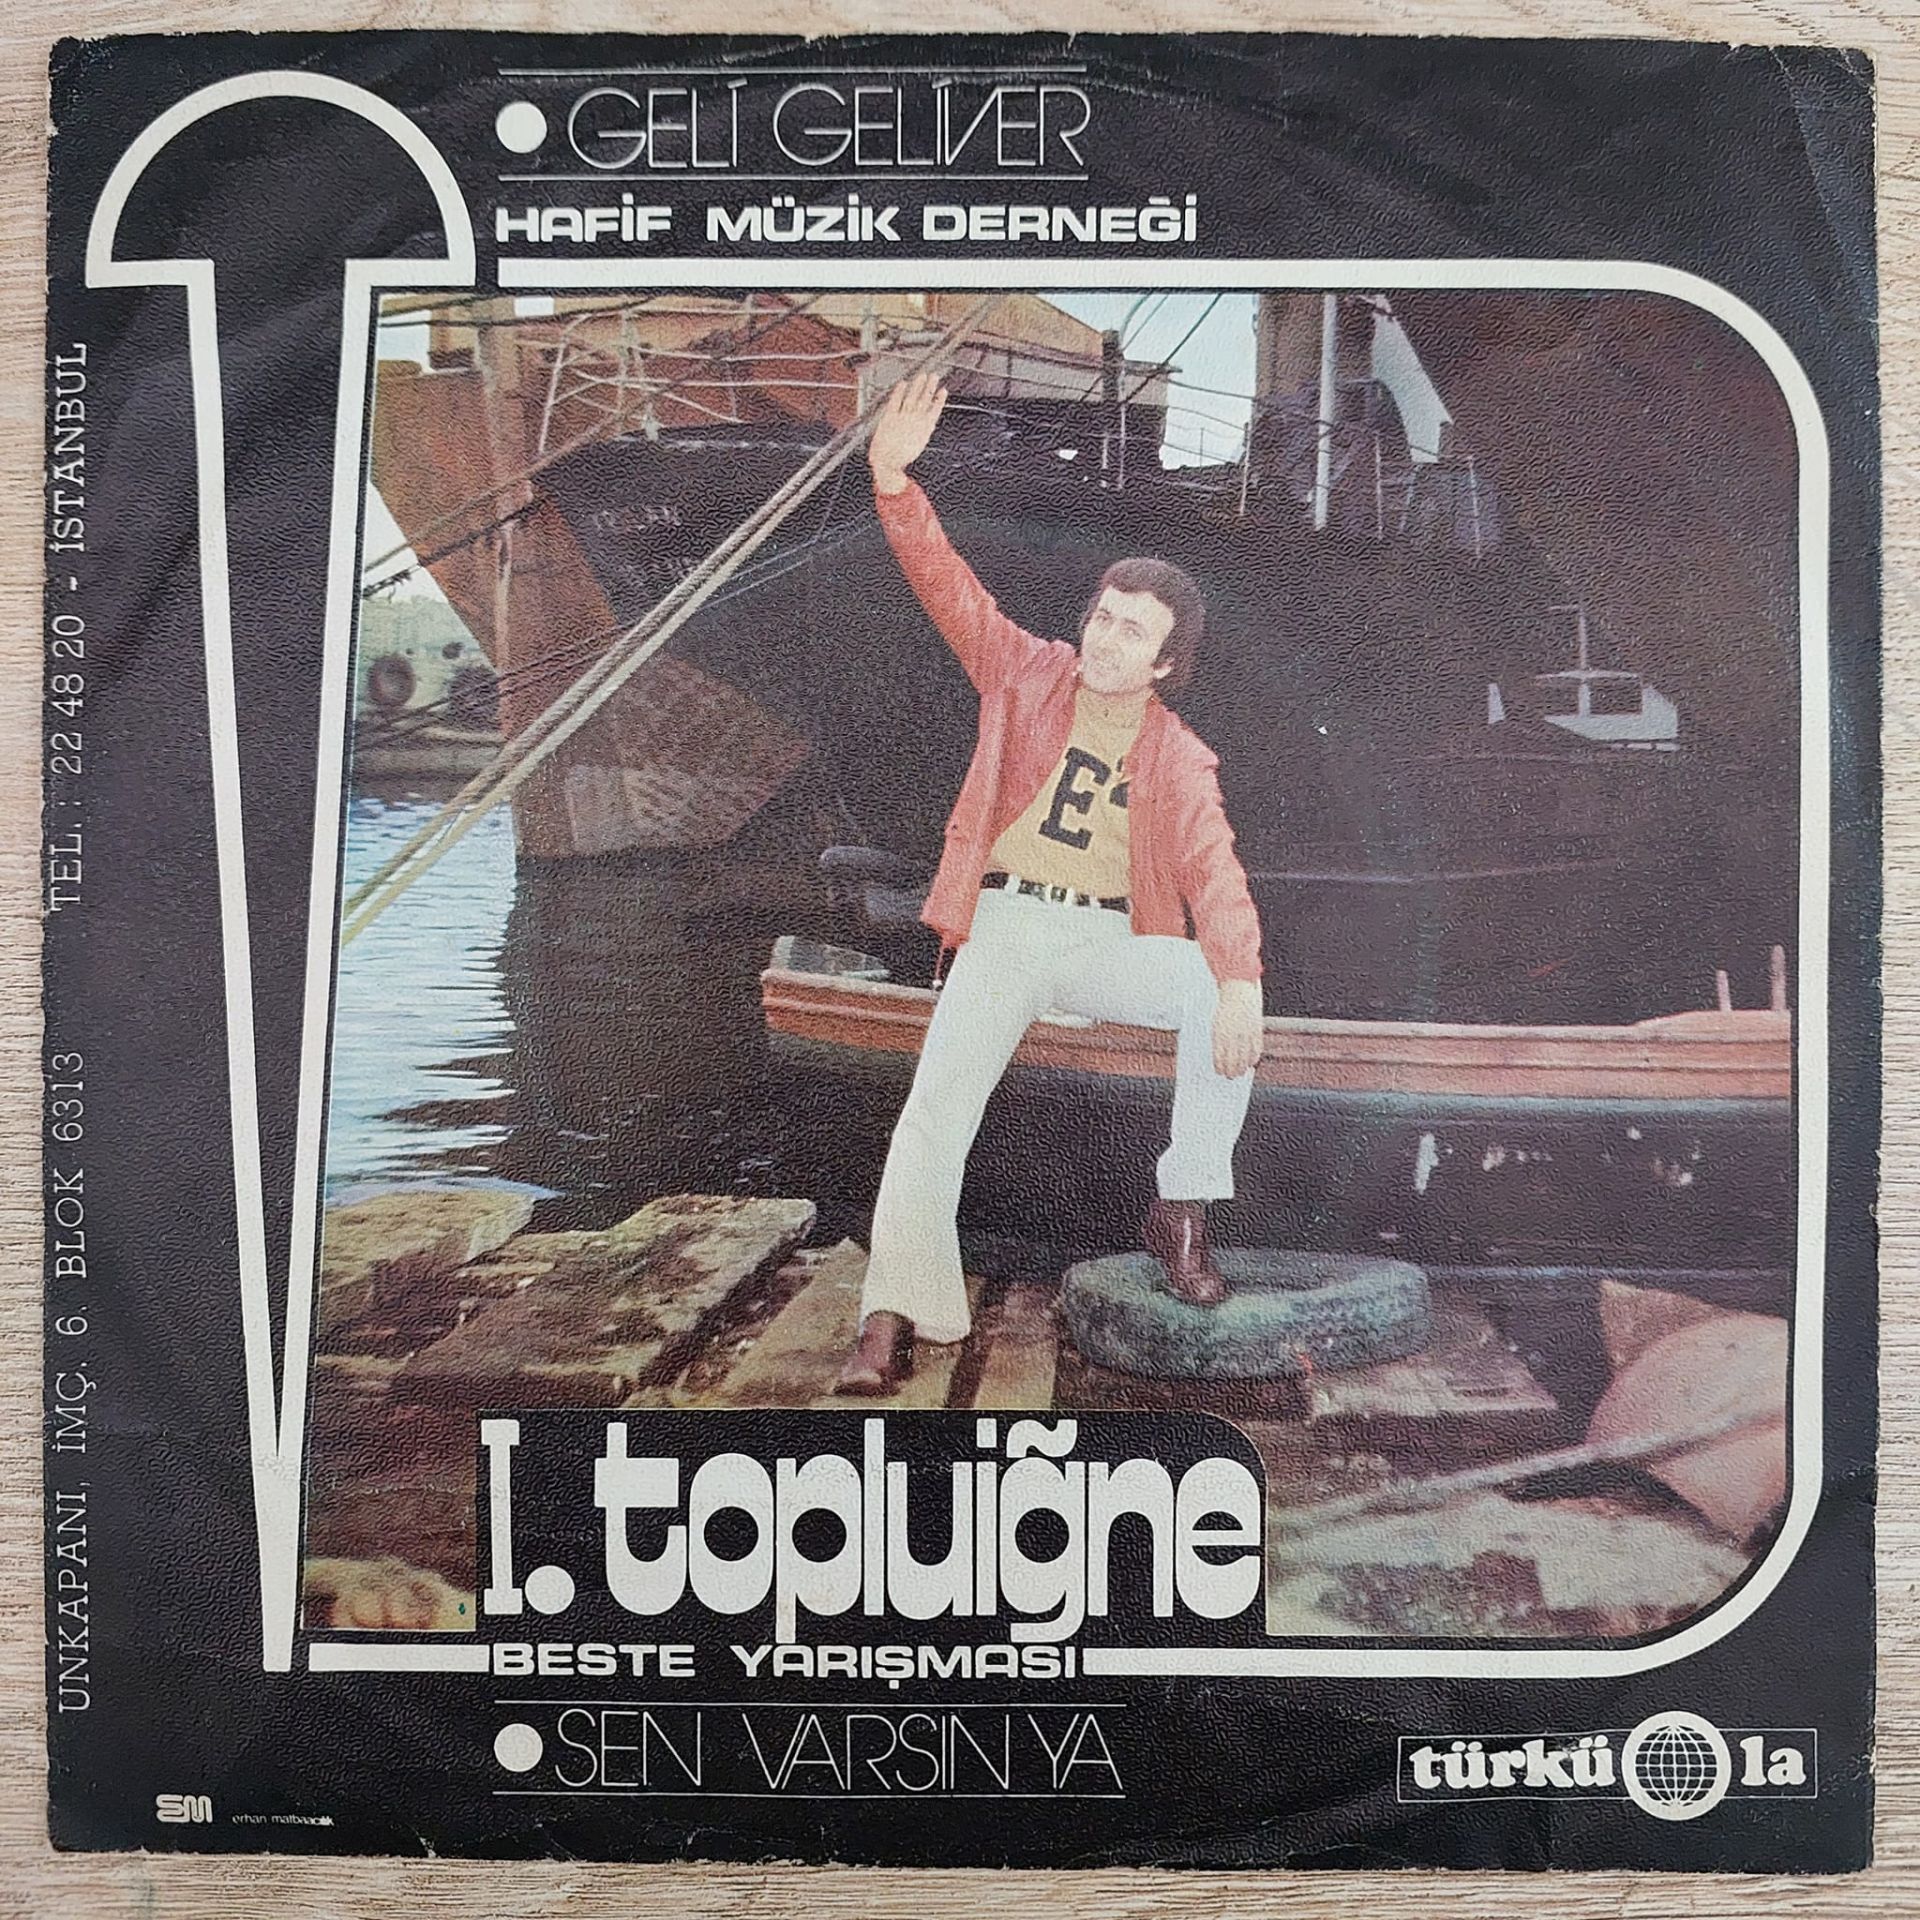 GELİ GELİVER
HAFİF MÜZİK DERNEĞİ
E
I. topluiğne
BESTE YARIŞMASI
SEN VARSIN YA
türkü la
SM
erhan matbaacılık
UNKAPANI, İMÇ. 6. BLOK 6313 TEL.: 22 48 20 - İSTANBUL